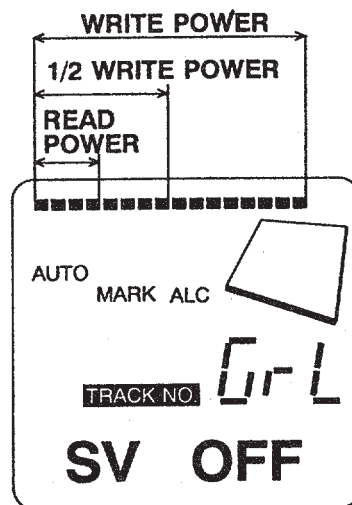 WRITE POWER
1/2 WRITE POWER
READ
POWER
AUTO
MARK ALC
TRACK NO. GrL
SV OFF